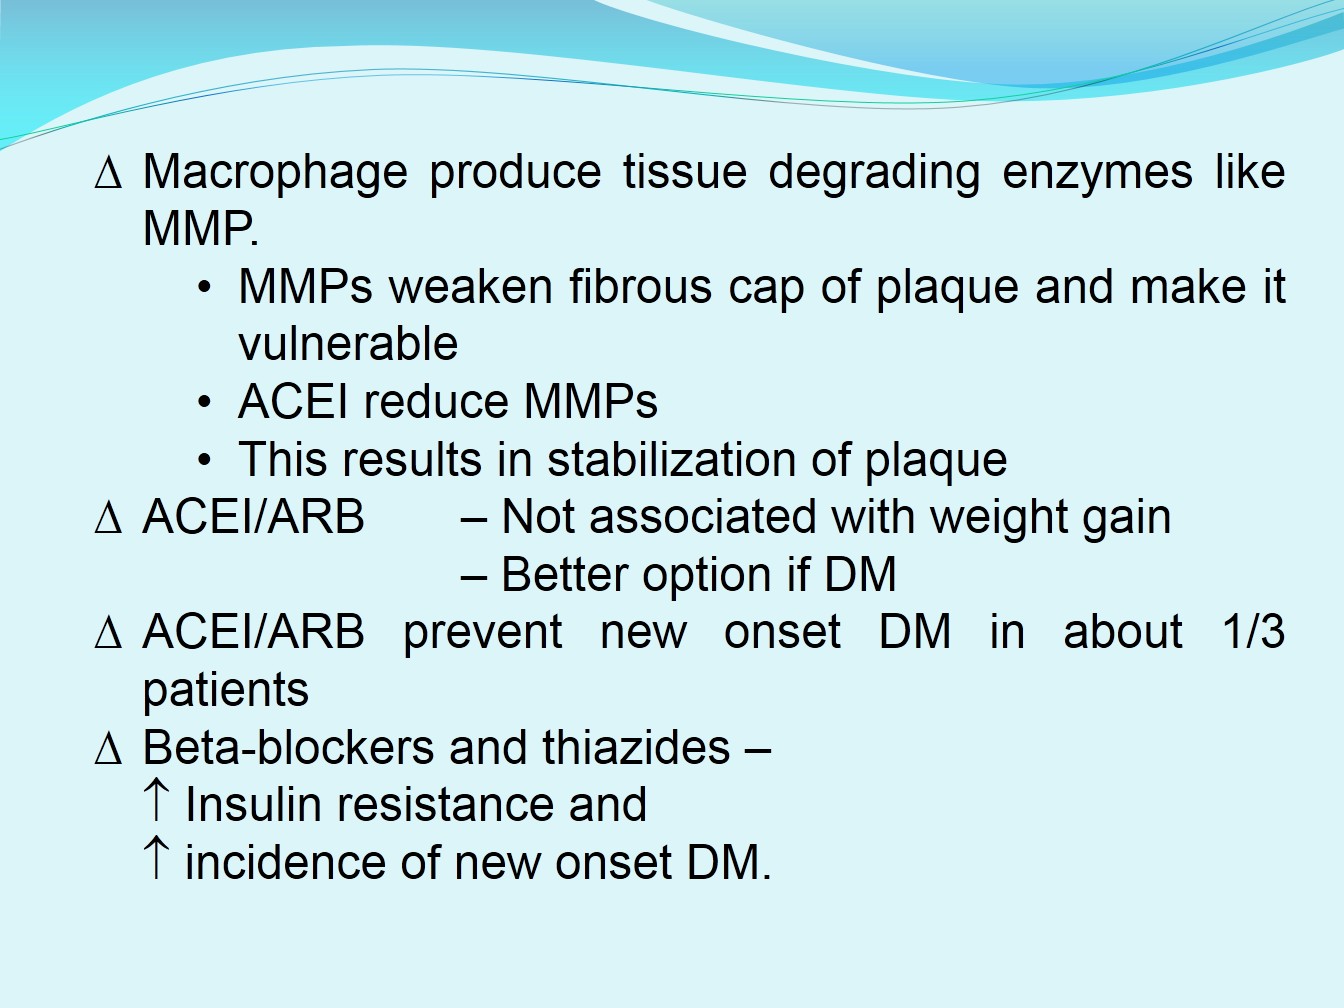 ∆ Macrophage produce tissue degrading enzymes like
MMP.
• MMPs weaken fibrous cap of plaque and make it
vulnerable
• ACEI reduce MMPs
• This results in stabilization of plaque
∆ ACEI/ARB – Not associated with weight gain
– Better option if DM
∆ ACEI/ARB prevent new onset DM in about 1/3
patients
∆ Beta-blockers and thiazides –
↑ Insulin resistance and
↑ incidence of new onset DM.